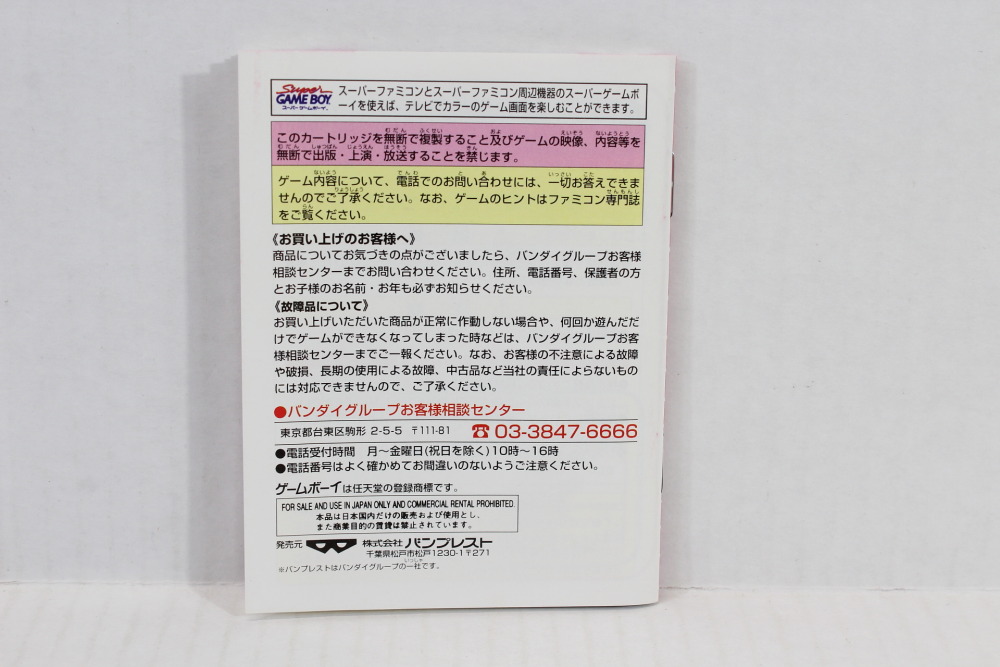 Super
GAME BOY
スーパーゲームボーイ
スーパーファミコンとスーパーファミコン周辺機器のスーパーゲームボ
ーイを使えば、テレビでカラーのゲーム画面を楽しむことができます。
このカートリッジを無断で複製すること及びゲームの映像、内容等を
無断で出版・上演・放送することを禁じます。
ゲーム内容について、電話でのお問い合わせには、一切お答えできま
せんのでご了承ください。なお、ゲームのヒントはファミコン専門誌
をご覧ください。
《お買い上げのお客様へ》
商品についてお気づきの点がございましたら、バンダイグループお客様
相談センターまでお問い合わせください。住所、電話番号、保護者の方
とお子様のお名前・お年も必ずお知らせください。
《故障品について》
お買い上げいただいた商品が正常に作動しない場合や、何回か遊んだだ
けでゲームができなくなってしまった時などは、バンダイグループお客
様相談センターまでご一報ください。なお、お客様の不注意による故障
や破損、長期の使用による故障、中古品など当社の責任によらないもの
には対応できませんので、ご了承ください。
●バンダイグループお客様相談センター
東京都台東区駒形 2-5-5 〒111-81 ☎ 03-3847-6666
●電話受付時間 月〜金曜日(祝日を除く)10時〜16時
●電話番号はよく確かめてお間違いのないようご注意ください。
ゲームボーイは任天堂の登録商標です。
FOR SALE AND USE IN JAPAN ONLY AND COMMERCIAL RENTAL PROHIBITED.
本品は日本国内だけの販売および使用とし、
また商業目的の賃貸は禁止されています。
発売元 株式会社 バンプレスト
千葉県松戸市松戸1230-1〒271
※バンプレストはバンダイグループの一社です。